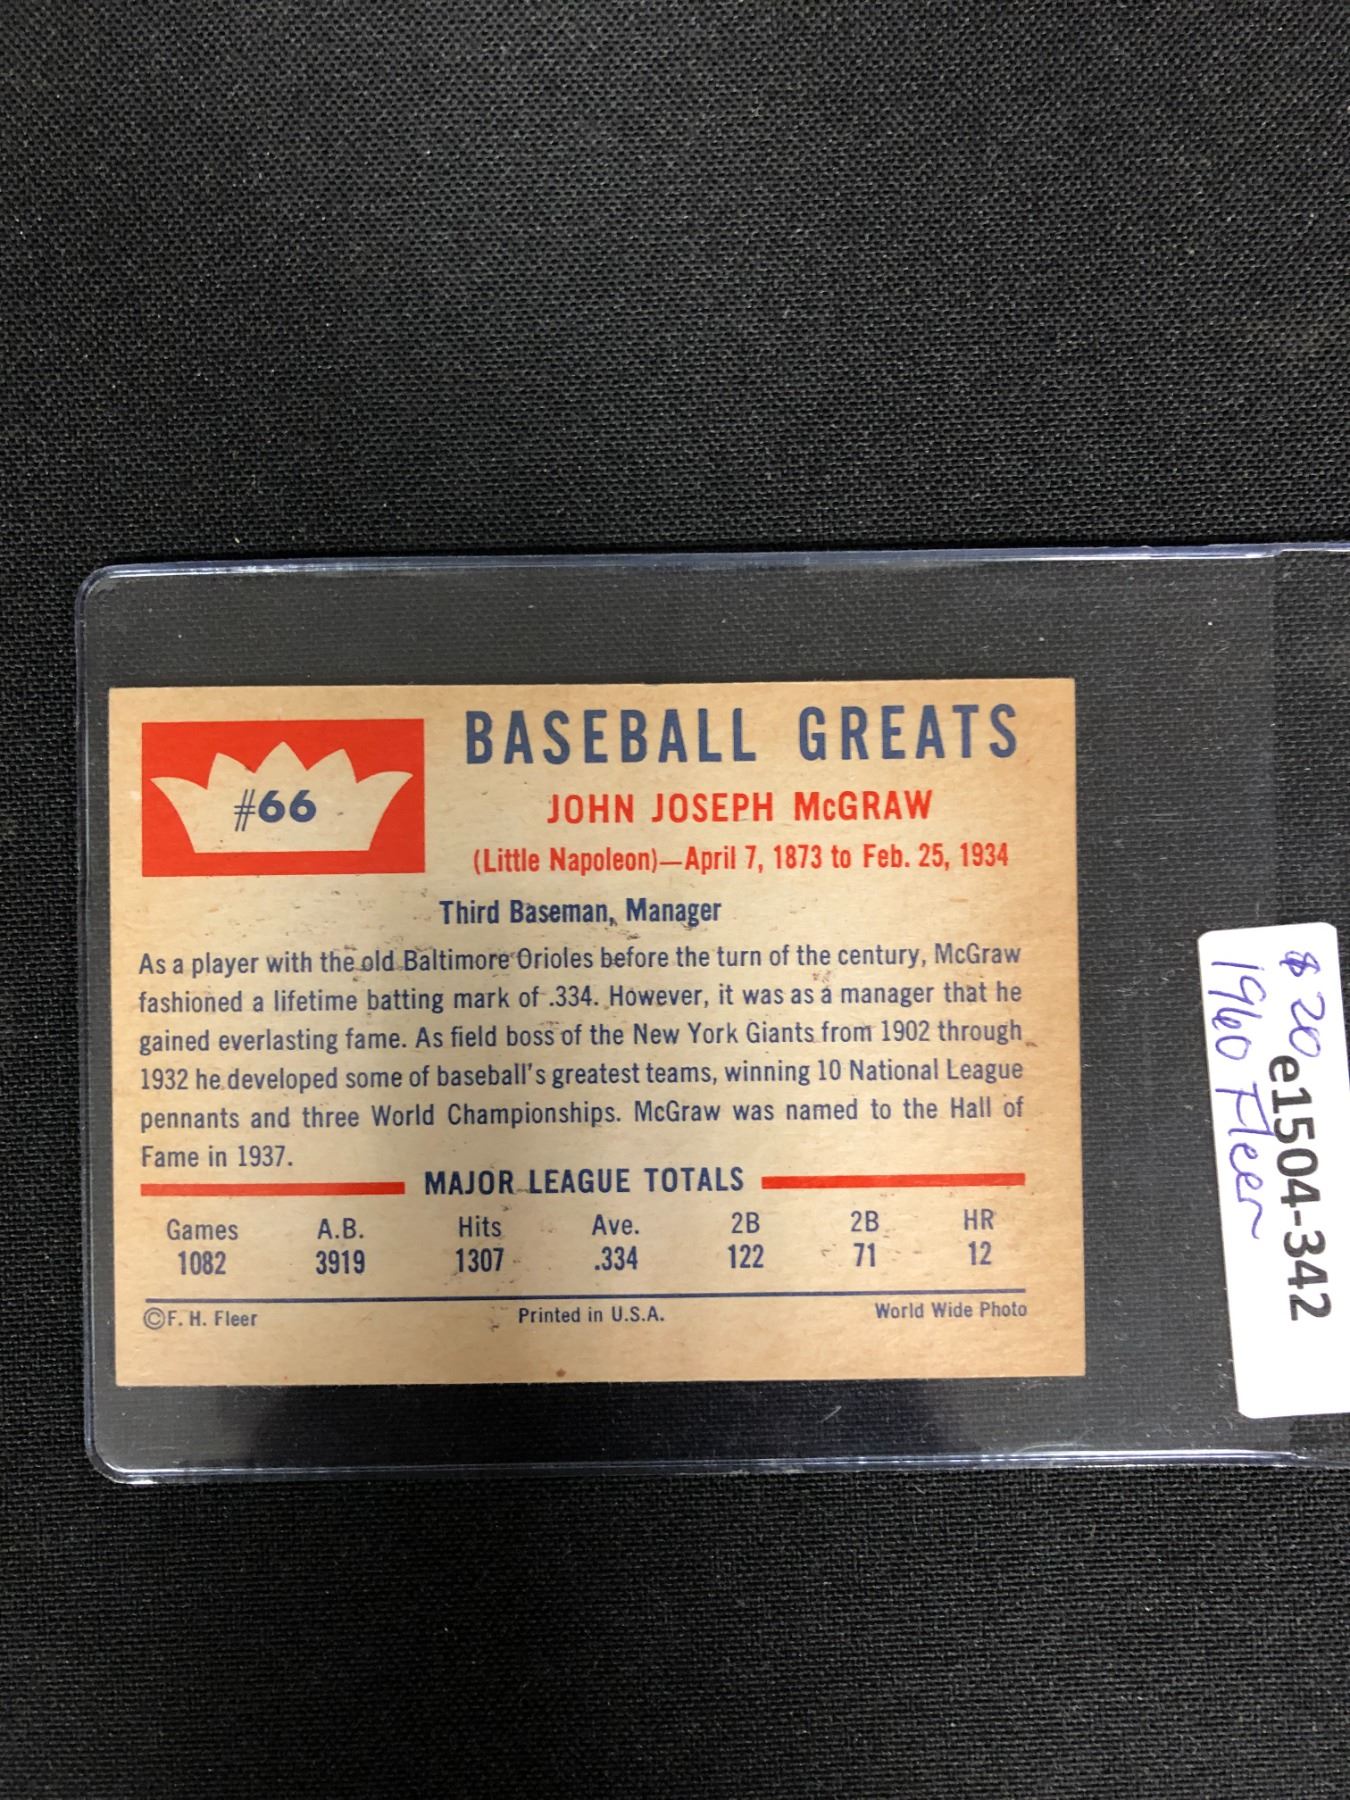 #66
BASEBALL GREATS
JOHN JOSEPH McGRAW
(Little Napoleon)—April 7, 1873 to Feb. 25, 1934
Third Baseman, Manager
As a player with the old Baltimore Orioles before the turn of the century, McGraw
fashioned a lifetime batting mark of .334. However, it was as a manager that he
gained everlasting fame. As field boss of the New York Giants from 1902 through
1932 he developed some of baseball's greatest teams, winning 10 National League
pennants and three World Championships. McGraw was named to the Hall of
Fame in 1937.
MAJOR LEAGUE TOTALS
Games A.B. Hits Ave. 2B 2B HR
1082 3919 1307 .334 122 71 12
©F. H. Fleer Printed in U.S.A. World Wide Photo
$20
e1504-342
1960 Fleer